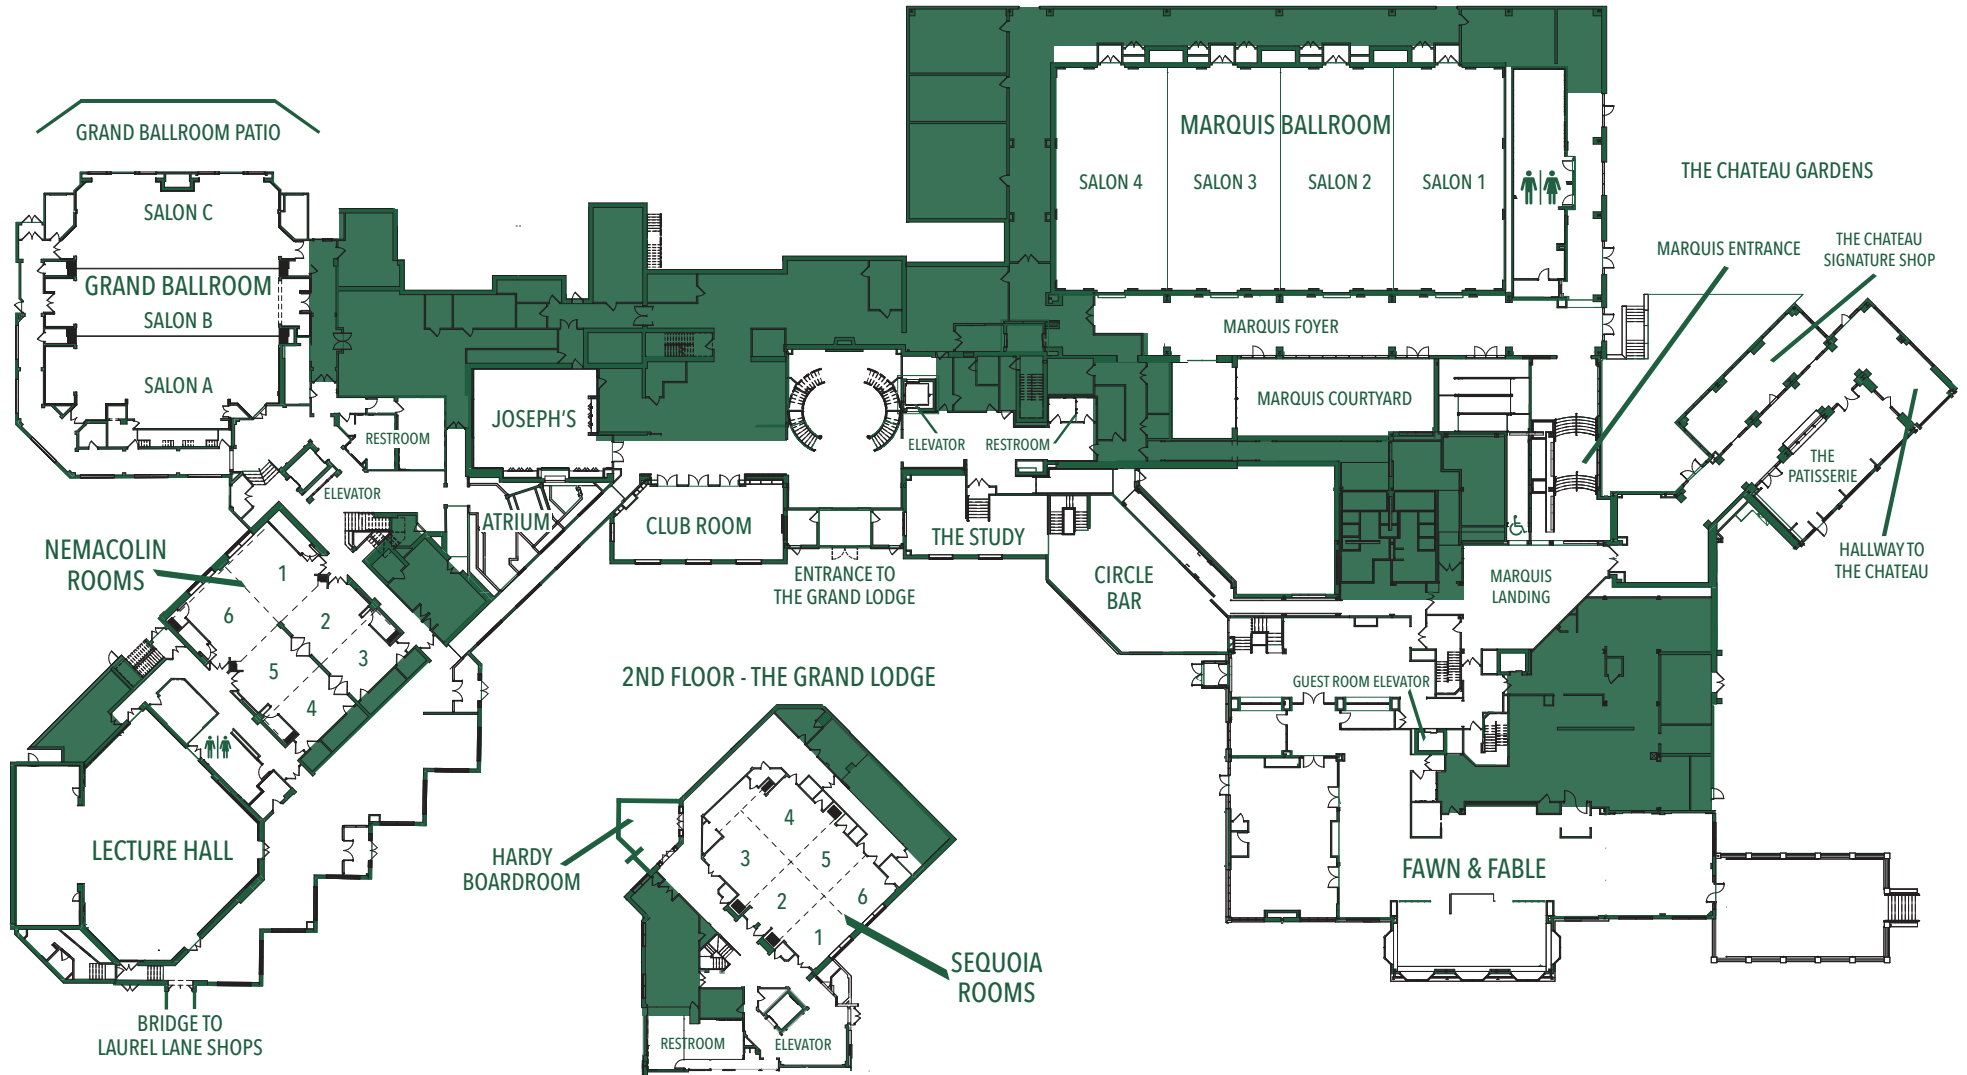 GRAND BALLROOM PATIO
SALON C
GRAND BALLROOM
SALON B
SALON A
RESTROOM
ELEVATOR
JOSEPH'S
ATRIUM
CLUB ROOM
THE STUDY
ELEVATOR
RESTROOM
ENTRANCE TO
THE GRAND LODGE
MARQUIS BALLROOM
SALON 4
SALON 3
SALON 2
SALON 1
MARQUIS FOYER
MARQUIS COURTYARD
THE CHATEAU GARDENS
MARQUIS ENTRANCE
THE CHATEAU
SIGNATURE SHOP
THE
PATISSERIE
HALLWAY TO
THE CHATEAU
MARQUIS
LANDING
CIRCLE
BAR
GUEST ROOM ELEVATOR
FAWN & FABLE
NEMACOLIN
ROOMS
1
6
2
3
5
4
LECTURE HALL
BRIDGE TO
LAUREL LANE SHOPS
2ND FLOOR - THE GRAND LODGE
4
3
5
2
6
1
HARDY
BOARDROOM
SEQUOIA
ROOMS
RESTROOM
ELEVATOR